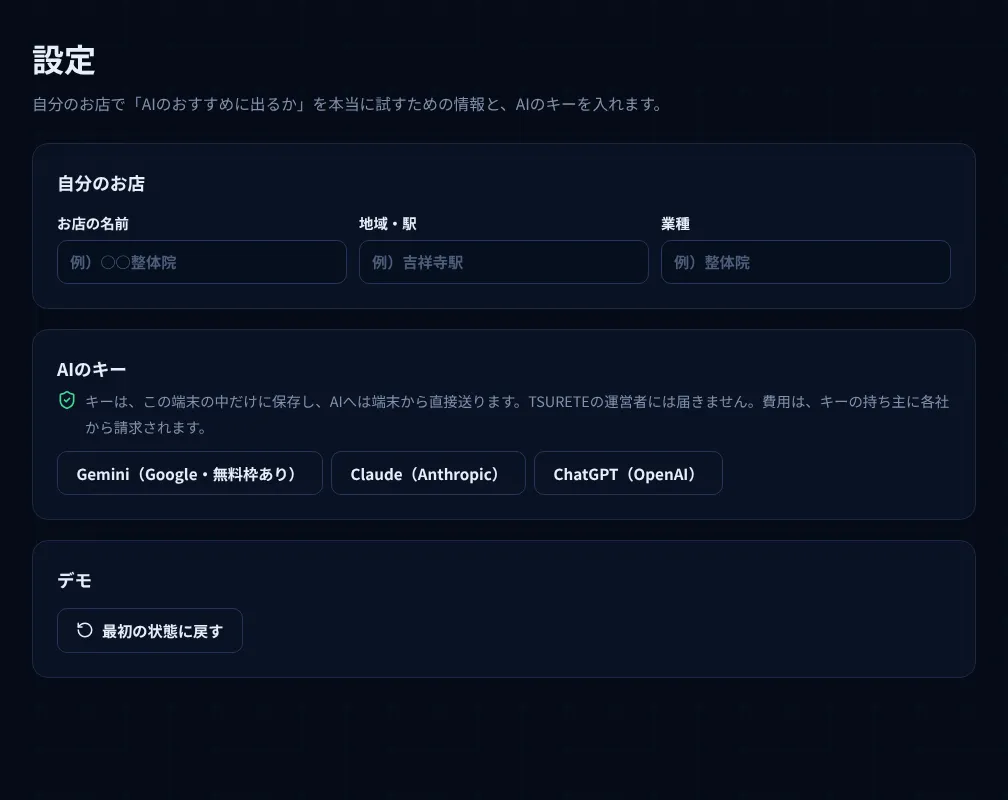 設定
自分のお店で「AIのおすすめに出るか」を本当に試すための情報と、AIのキーを入れます。
自分のお店
お店の名前
地域・駅
業種
例）〇〇整体院
例）吉祥寺駅
例）整体院
AIのキー
キーは、この端末の中だけに保存し、AIへは端末から直接送ります。TSURETEの運営者には届きません。費用は、キーの持ち主に各社
から請求されます。
Gemini（Google・無料枠あり）
Claude（Anthropic）
ChatGPT（OpenAI）
デモ
最初の状態に戻す